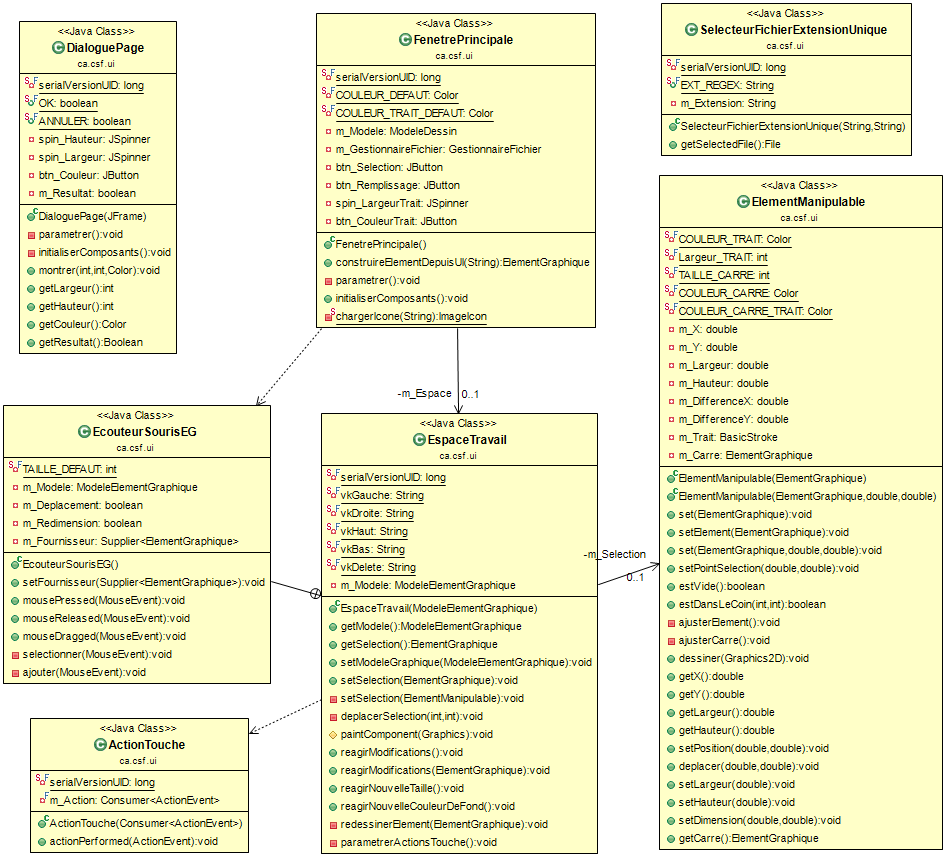 <<Java Class>>
DialoguePage
ca.csf.ui
serialVersionUID: long
OK: boolean
ANNULER: boolean
spin_Hauteur: JSpinner
spin_Largeur: JSpinner
btn_Couleur: JButton
m_Resultat: boolean
DialoguePage(JFrame)
parametrer():void
initialiserComposants():void
montrer(int,int,Color):void
getLargeur():int
getHauteur():int
getCouleur():Color
getResultat():Boolean
<<Java Class>>
FenetrePrincipale
ca.csf.ui
serialVersionUID: long
COULEUR_DEFAUT: Color
COULEUR_TRAIT_DEFAUT: Color
m_Modele: ModeleDessin
m_GestionnaireFichier: GestionnaireFichier
btn_Selection: JButton
btn_Remplissage: JButton
spin_LargeurTrait: JSpinner
btn_CouleurTrait: JButton
FenetrePrincipale()
construireElementDepuisUI(String):ElementGraphique
parametrer():void
initialiserComposants():void
chargerIcone(String):ImageIcon
<<Java Class>>
SelecteurFichierExtensionUnique
ca.csf.ui
serialVersionUID: long
EXT_REGEX: String
m_Extension: String
SelecteurFichierExtensionUnique(String,String)
getSelectedFile():File
<<Java Class>>
ElementManipulable
ca.csf.ui
COULEUR_TRAIT: Color
Largeur_TRAIT: int
TAILLE_CARRE: int
COULEUR_CARRE: Color
COULEUR_CARRE_TRAIT: Color
m_X: double
m_Y: double
m_Largeur: double
m_Hauteur: double
m_DifferenceX: double
m_DifferenceY: double
m_Trait: BasicStroke
m_Carre: ElementGraphique
ElementManipulable(ElementGraphique)
ElementManipulable(ElementGraphique,double,double)
set(ElementGraphique):void
setElement(ElementGraphique):void
set(ElementGraphique,double,double):void
setPointSelection(double,double):void
estVide():boolean
estDansLeCoin(int,int):boolean
ajusterElement():void
ajusterCarre():void
dessiner(Graphics2D):void
getX():double
getY():double
getLargeur():double
getHauteur():double
setPosition(double,double):void
deplacer(double,double):void
setLargeur(double):void
setHauteur(double):void
setDimension(double,double):void
getCarre():ElementGraphique
-m_Espace
0..1
<<Java Class>>
EcouteurSourisEG
ca.csf.ui
TAILLE_DEFAUT: int
m_Modele: ModeleElementGraphique
m_Deplacement: boolean
m_Redimension: boolean
m_Fournisseur: Supplier<ElementGraphique>
EcouteurSourisEG()
setFournisseur(Supplier<ElementGraphique>):void
mousePressed(MouseEvent):void
mouseReleased(MouseEvent):void
mouseDragged(MouseEvent):void
selectionner(MouseEvent):void
ajouter(MouseEvent):void
<<Java Class>>
EspaceTravail
ca.csf.ui
serialVersionUID: long
vkGauche: String
vkDroite: String
vkHaut: String
vkBas: String
vkDelete: String
m_Modele: ModeleElementGraphique
EspaceTravail(ModeleElementGraphique)
getModele():ModeleElementGraphique
getSelection():ElementGraphique
setModeleGraphique(ModeleElementGraphique):void
setSelection(ElementGraphique):void
setSelection(ElementManipulable):void
deplacerSelection(int,int):void
paintComponent(Graphics):void
reagirModifications():void
reagirModifications(ElementGraphique):void
reagirNouvelleTaille():void
reagirNouvelleCouleurDeFond():void
redessinerElement(ElementGraphique):void
parametrerActionsTouche():void
-m_Selection
0..1
<<Java Class>>
ActionTouche
ca.csf.ui
serialVersionUID: long
m_Action: Consumer<ActionEvent>
ActionTouche(Consumer<ActionEvent>)
actionPerformed(ActionEvent):void